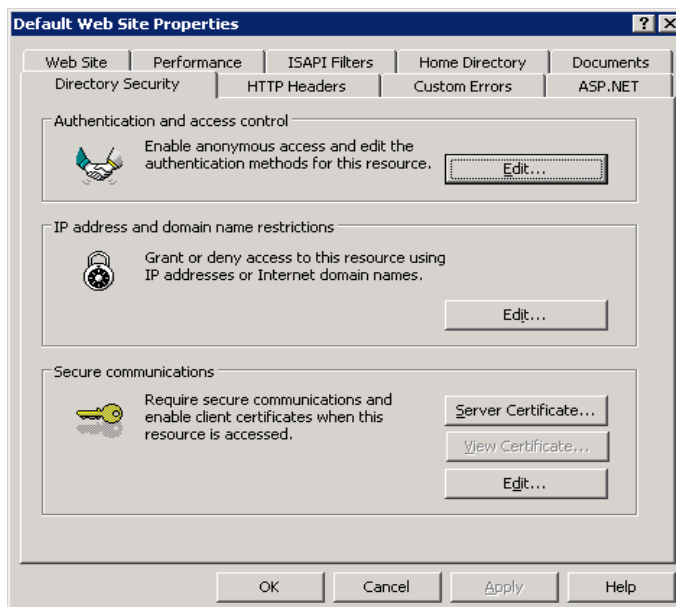 Default Web Site Properties
Web Site Performance ISAPI Filters Home Directory Documents
Directory Security HTTP Headers Custom Errors ASP.NET
Authentication and access control
Enable anonymous access and edit the
authentication methods for this resource.
Edit...
IP address and domain name restrictions
Grant or deny access to this resource using
IP addresses or Internet domain names.
Edit...
Secure communications
Require secure communications and
enable client certificates when this
resource is accessed.
Server Certificate...
View Certificate...
Edit...
OK Cancel Apply Help